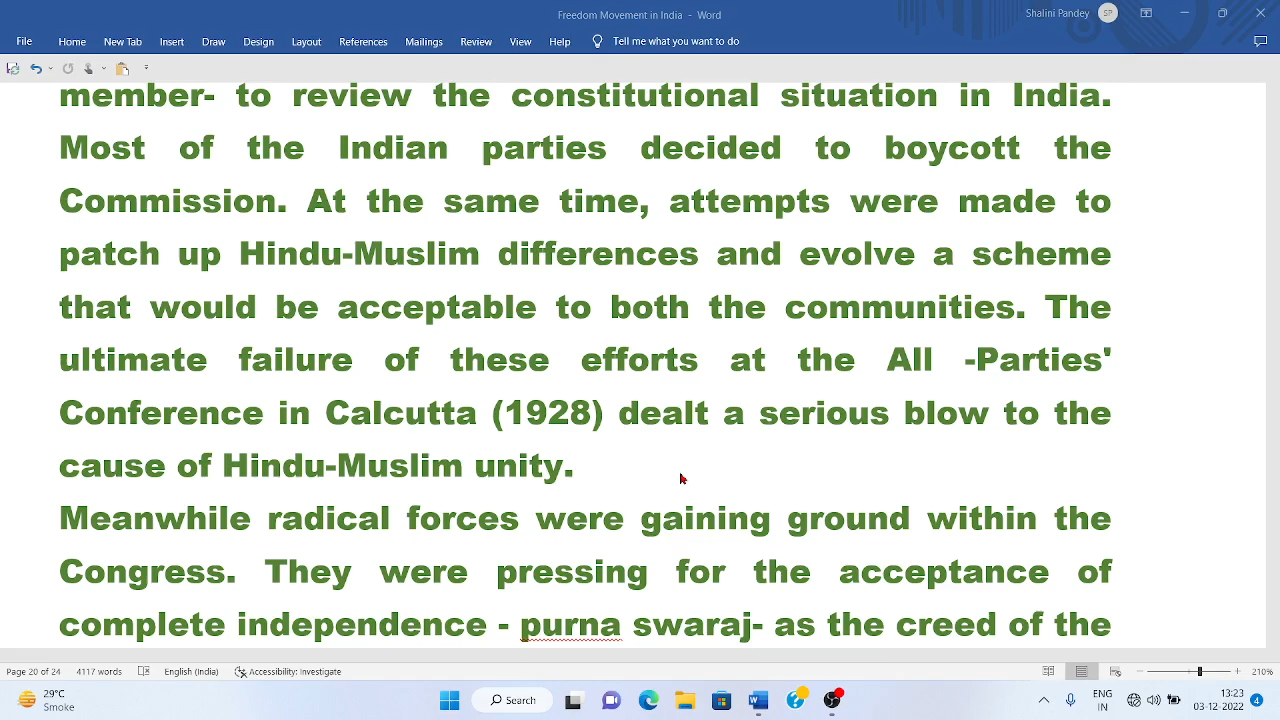 Freedom Movement in India - Word
Shalini Pandey SP
File Home New Tab Insert Draw Design Layout References Mailings Review View Help Tell me what you want to do
member- to review the constitutional situation in India.
Most of the Indian parties decided to boycott the
Commission. At the same time, attempts were made to
patch up Hindu-Muslim differences and evolve a scheme
that would be acceptable to both the communities. The
ultimate failure of these efforts at the All -Parties'
Conference in Calcutta (1928) dealt a serious blow to the
cause of Hindu-Muslim unity.
Meanwhile radical forces were gaining ground within the
Congress. They were pressing for the acceptance of
complete independence - purna swaraj- as the creed of the
Page 20 of 24 4117 words English (India) Accessibility: Investigate 210%
29°C
Smoke
Search
ENG
IN
13:23
03-12-2022
4